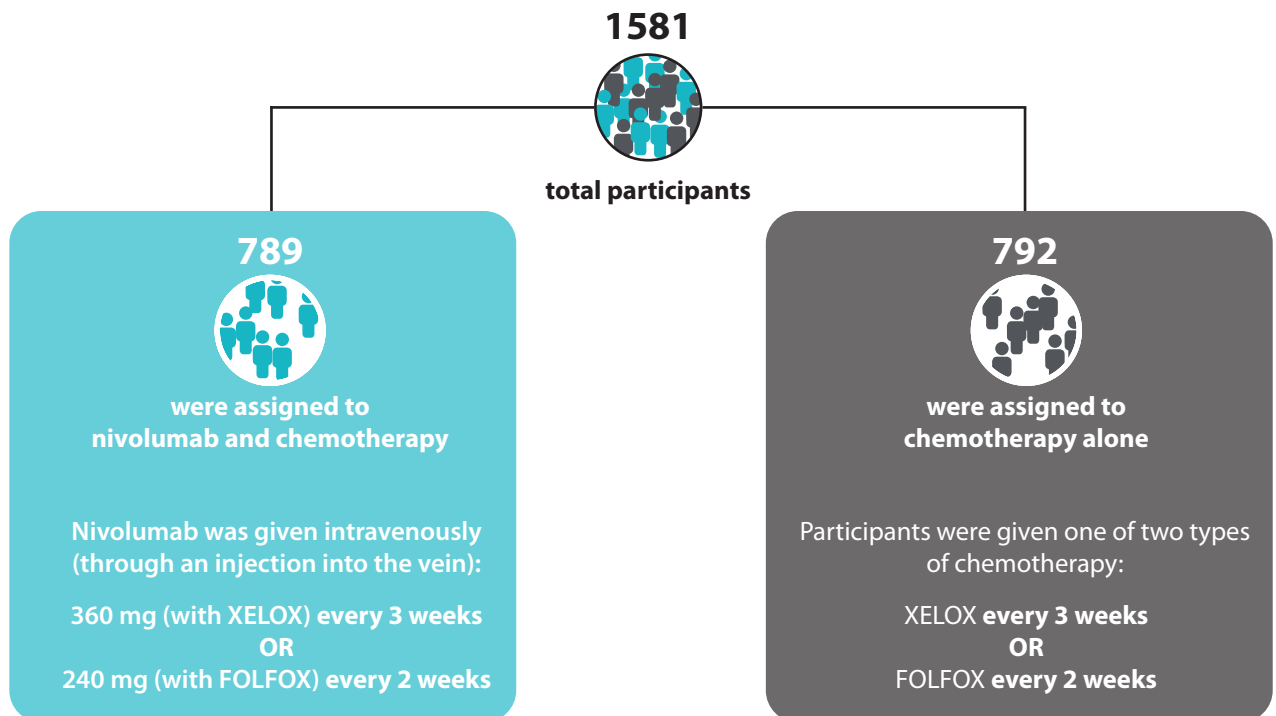 1581
total participants
789
were assigned to
nivolumab and chemotherapy
Nivolumab was given intravenously
(through an injection into the vein):
360 mg (with XELOX) every 3 weeks
OR
240 mg (with FOLFOX) every 2 weeks
792
were assigned to
chemotherapy alone
Participants were given one of two types
of chemotherapy:
XELOX every 3 weeks
OR
FOLFOX every 2 weeks